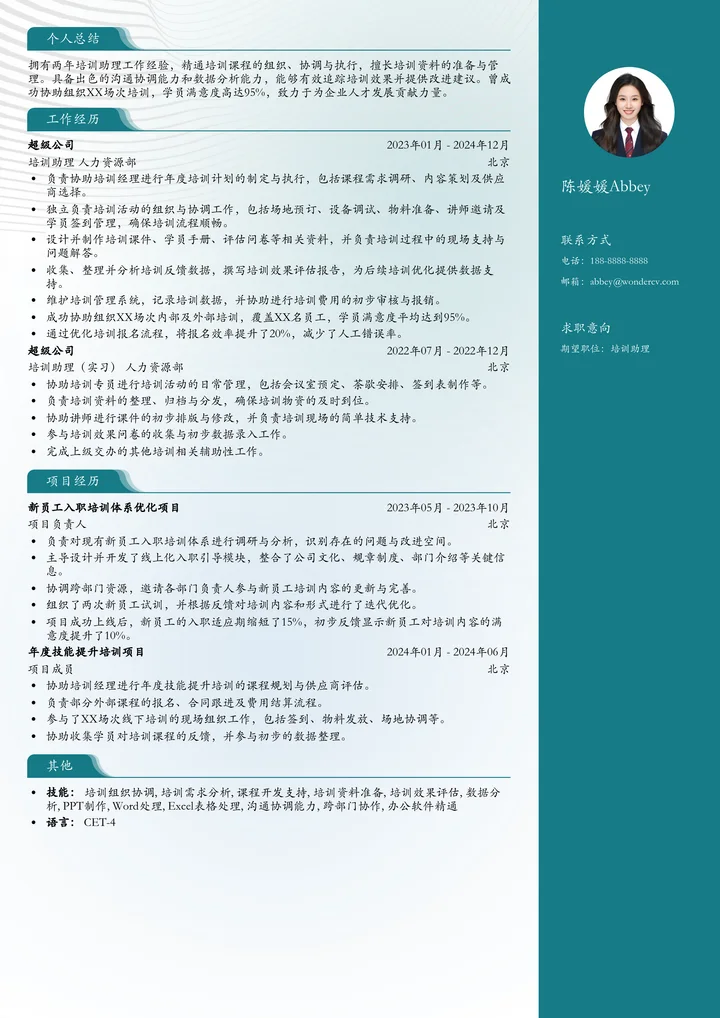 个人总结
拥有两年培训助理工作经验，精通培训课程的组织、协调与执行，擅长培训资料的准备与管
理。具备出色的沟通协调能力和数据分析能力，能够有效追踪培训效果并提供改进建议。曾成
功协助组织XX场次培训，学员满意度高达95%，致力于为企业人才发展贡献力量。
工作经历
超级公司 2023年01月 - 2024年12月
培训助理 人力资源部 北京
• 负责协助培训经理进行年度培训计划的制定与执行，包括课程需求调研、内容策划及供应
商选择。
• 独立负责培训活动的组织与协调工作，包括场地预订、设备调试、物料准备、讲师邀请及
学员签到管理，确保培训流程顺畅。
• 设计并制作培训课件、学员手册、评估问卷等相关资料，并负责培训过程中的现场支持与
问题解答。
• 收集、整理并分析培训反馈数据，撰写培训效果评估报告，为后续培训优化提供数据支
持。
• 维护培训管理系统，记录培训数据，并协助进行培训费用的初步审核与报销。
• 成功协助组织XX场次内部及外部培训，覆盖XX名员工，学员满意度平均达到95%。
• 通过优化培训报名流程，将报名效率提升了20%，减少了人工错误率。
超级公司 2022年07月 - 2022年12月
培训助理（实习） 人力资源部 北京
• 协助培训专员进行培训活动的日常管理，包括会议室预定、茶歇安排、签到表制作等。
• 负责培训资料的整理、归档与分发，确保培训物资的及时到位。
• 协助讲师进行课件的初步排版与修改，并负责培训现场的简单技术支持。
• 参与培训效果问卷的收集与初步数据录入工作。
• 完成上级交办的其他培训相关辅助性工作。
项目经历
新员工入职培训体系优化项目 2023年05月 - 2023年10月
项目负责人 北京
• 负责对现有新员工入职培训体系进行调研与分析，识别存在的问题与改进空间。
• 主导设计并开发了线上化入职引导模块，整合了公司文化、规章制度、部门介绍等关键信
息。
• 协调跨部门资源，邀请各部门负责人参与新员工培训内容的更新与完善。
• 组织了两次新员工试训，并根据反馈对培训内容和形式进行了迭代优化。
• 项目成功上线后，新员工的入职适应期缩短了15%，初步反馈显示新员工对培训内容的满
意度提升了10%。
年度技能提升培训项目 2024年01月 - 2024年06月
项目成员 北京
• 协助培训经理进行年度技能提升培训的课程规划与供应商评估。
• 负责部分外部课程的报名、合同跟进及费用结算流程。
• 参与了XX场次线下培训的现场组织工作，包括签到、物料发放、场地协调等。
• 协助收集学员对培训课程的反馈，并参与初步的数据整理。
其他
• 技能： 培训组织协调, 培训需求分析, 课程开发支持, 培训资料准备, 培训效果评估, 数据分
析, PPT制作, Word处理, Excel表格处理, 沟通协调能力, 跨部门协作, 办公软件精通
• 语言： CET-4
陈媛媛Abbey
联系方式
电话：188-8888-8888
邮箱：abbey@wondercv.com
求职意向
期望职位：培训助理